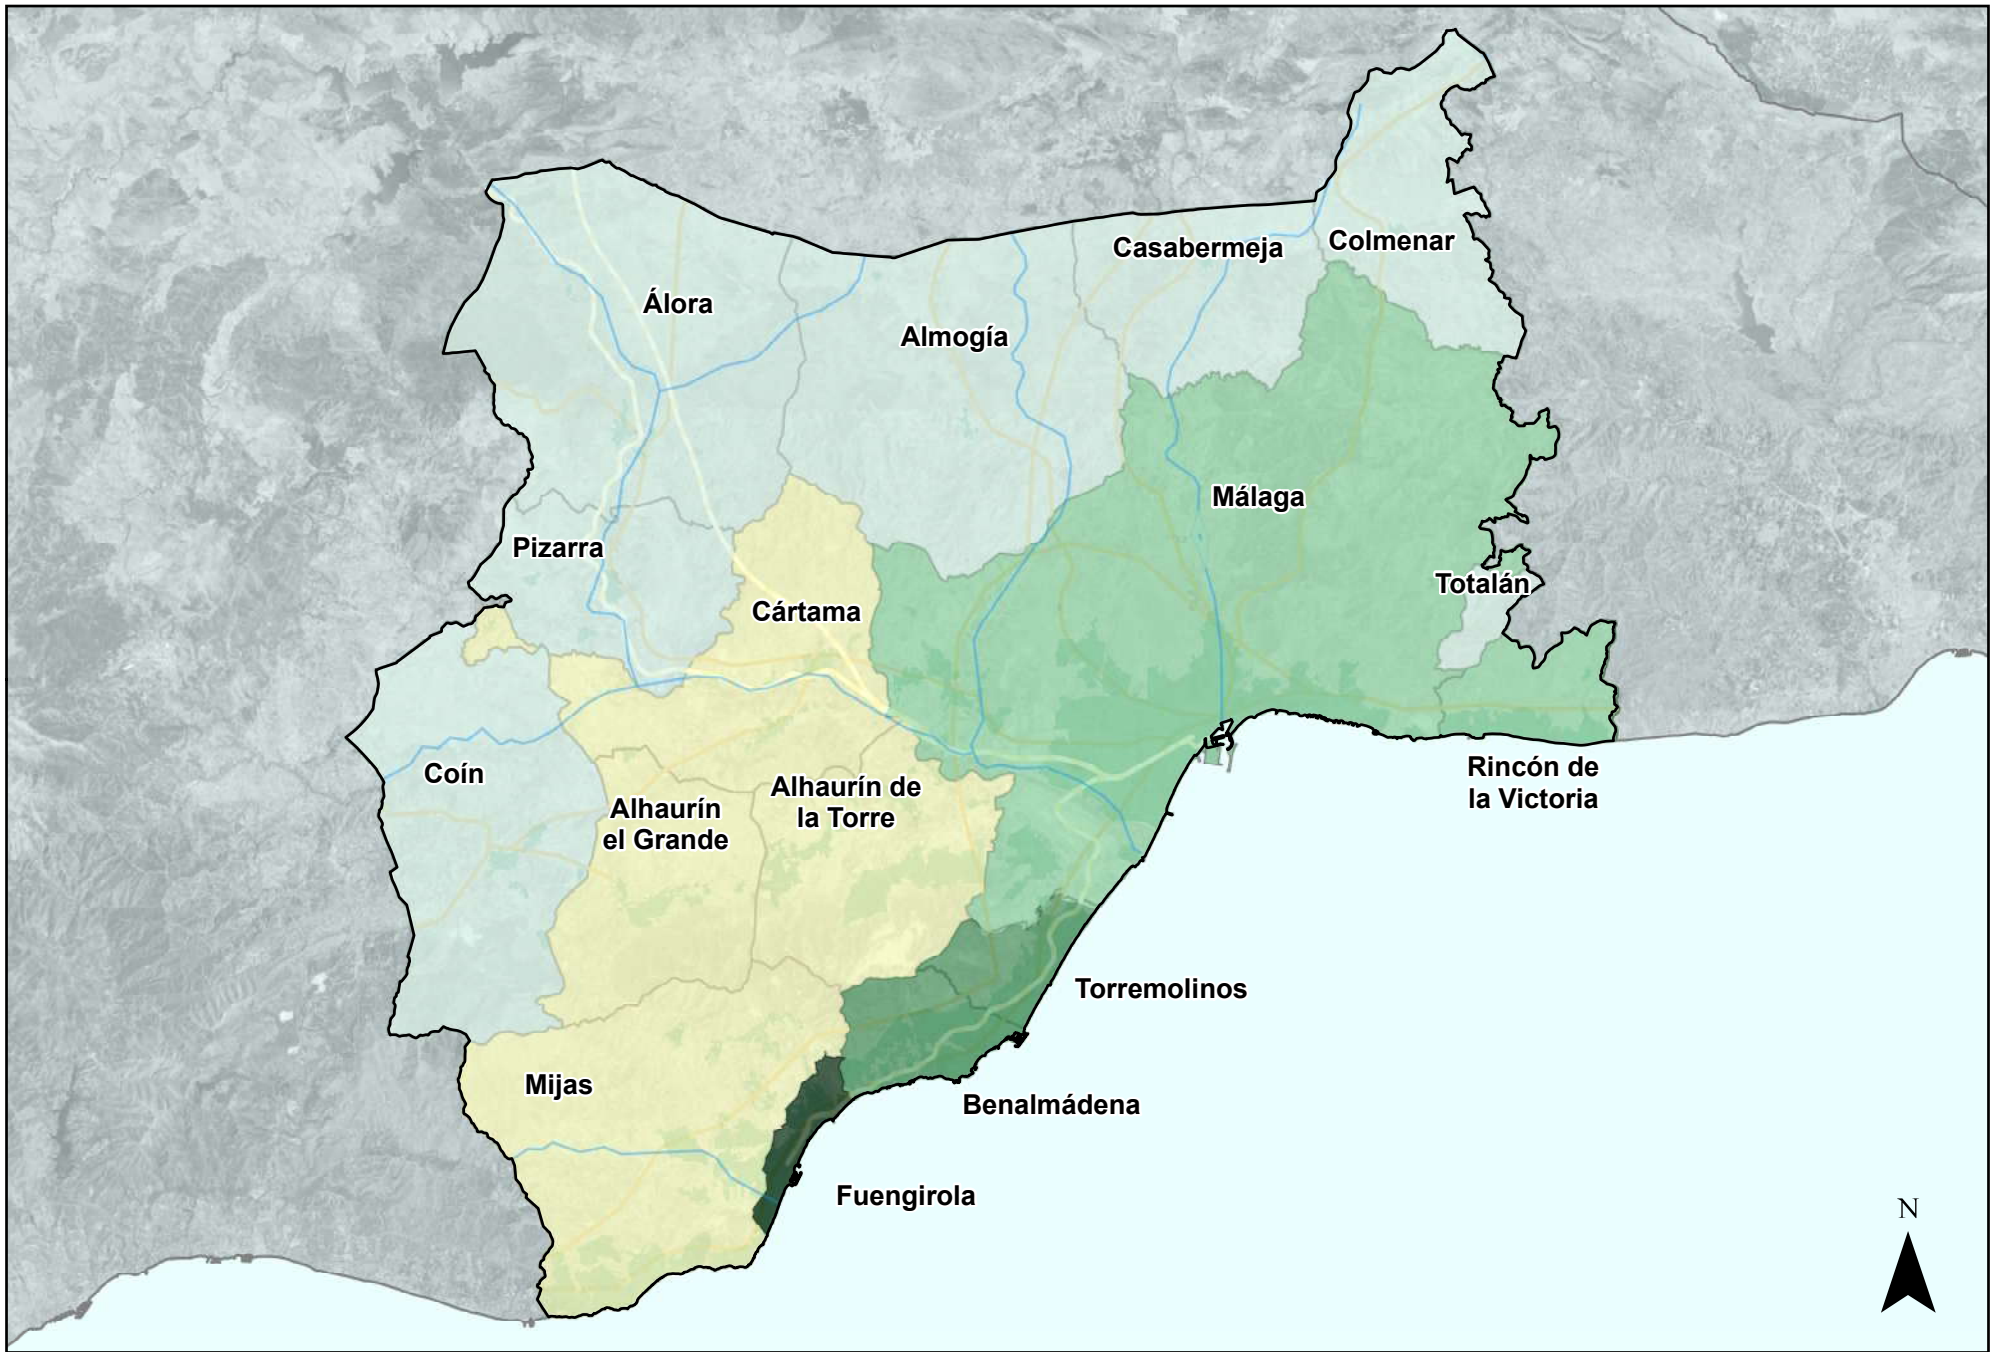 Casabermeja
Colmenar
Álora
Almogía
Málaga
Pizarra
Totalán
Cártama
Coín
Alhaurín
el Grande
Alhaurín de
la Torre
Rincón de
la Victoria
Torremolinos
Mijas
Benalmádena
Fuengirola
N